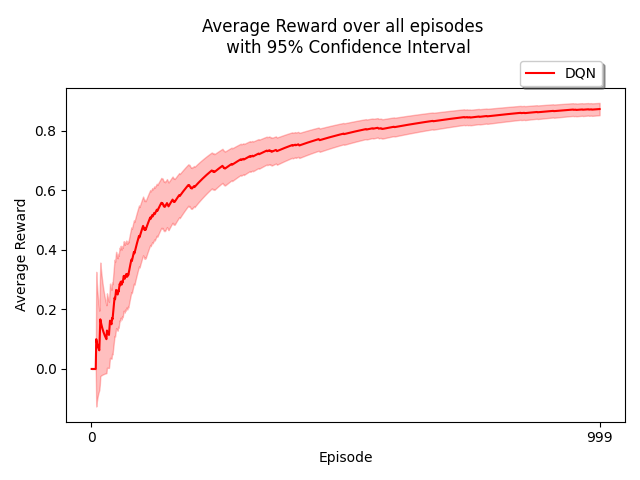 Average Reward over all episodes
with 95% Confidence Interval
DQN
0.8
0.6
0.4
0.2
0.0
Average Reward
0 999
Episode